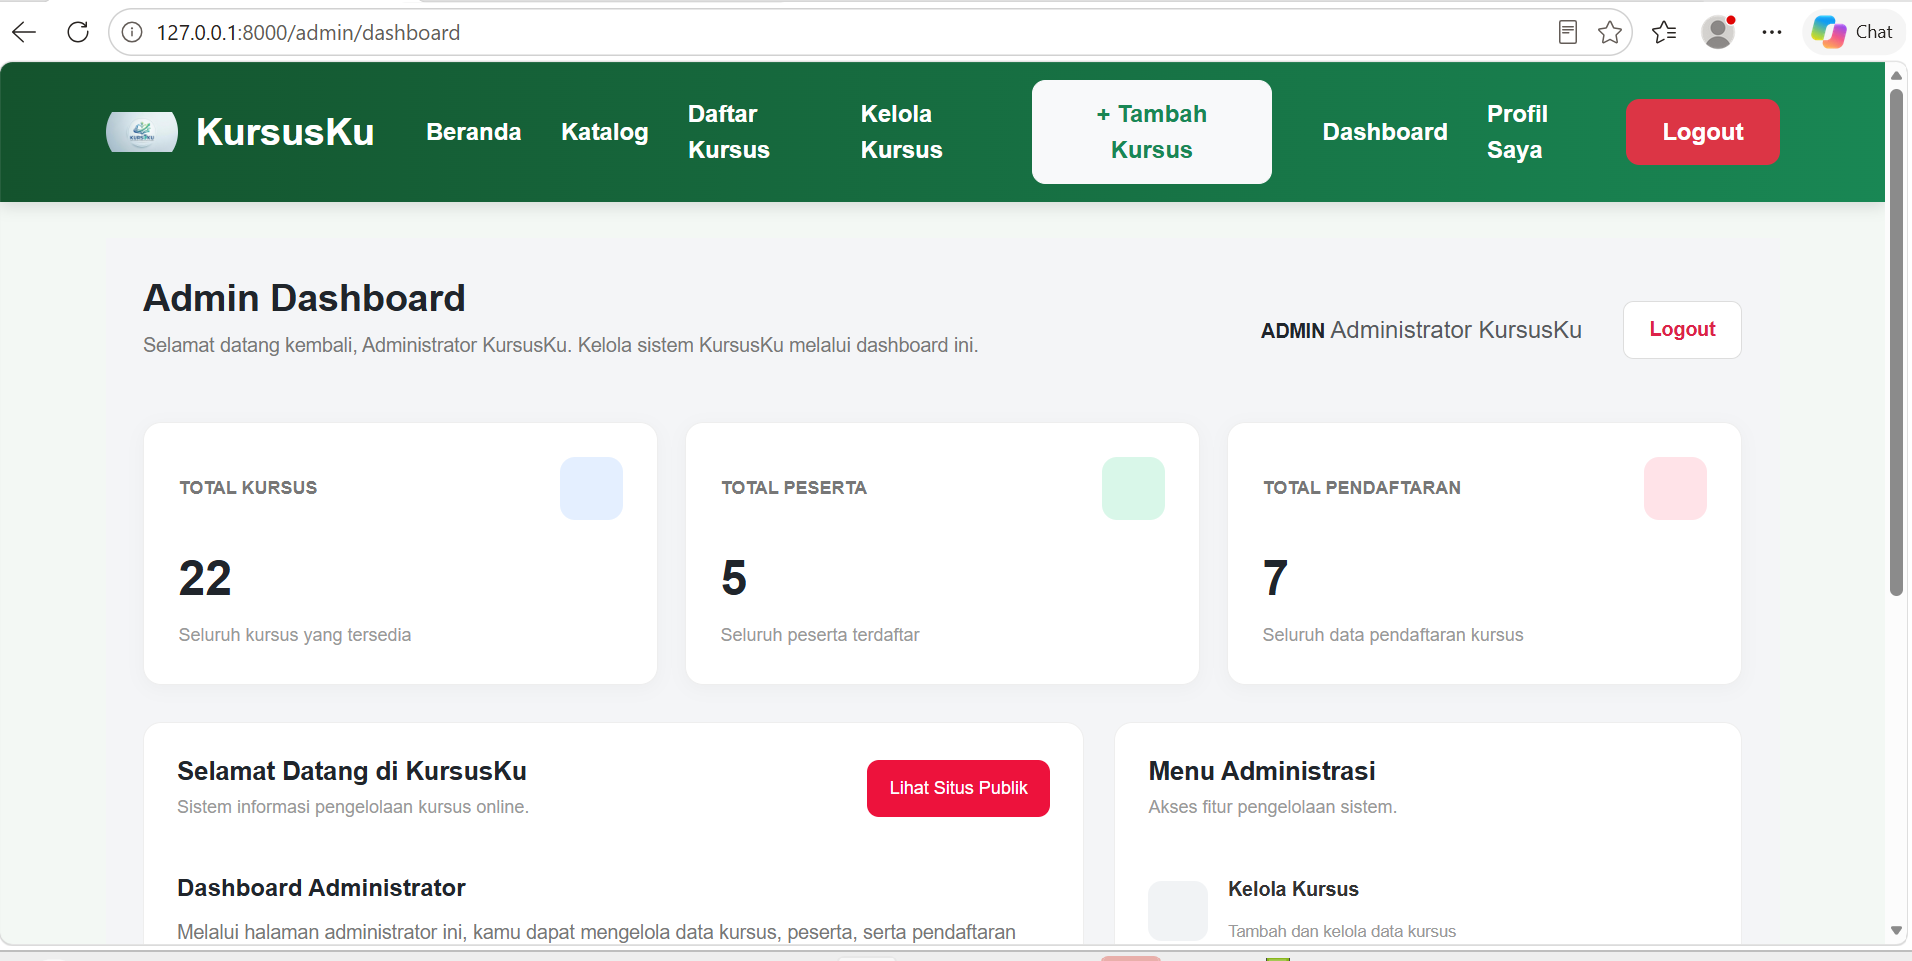 127.0.0.1:8000/admin/dashboard
Chat
KURSUSKU
KursusKu
Beranda
Katalog
Daftar
Kursus
Kelola
Kursus
+ Tambah
Kursus
Dashboard
Profil
Saya
Logout
Admin Dashboard
Selamat datang kembali, Administrator KursusKu. Kelola sistem KursusKu melalui dashboard ini.
ADMIN Administrator KursusKu
Logout
TOTAL KURSUS
22
Seluruh kursus yang tersedia
TOTAL PESERTA
5
Seluruh peserta terdaftar
TOTAL PENDAFTARAN
7
Seluruh data pendaftaran kursus
Selamat Datang di KursusKu
Sistem informasi pengelolaan kursus online.
Lihat Situs Publik
Dashboard Administrator
Melalui halaman administrator ini, kamu dapat mengelola data kursus, peserta, serta pendaftaran
Menu Administrasi
Akses fitur pengelolaan sistem.
Kelola Kursus
Tambah dan kelola data kursus